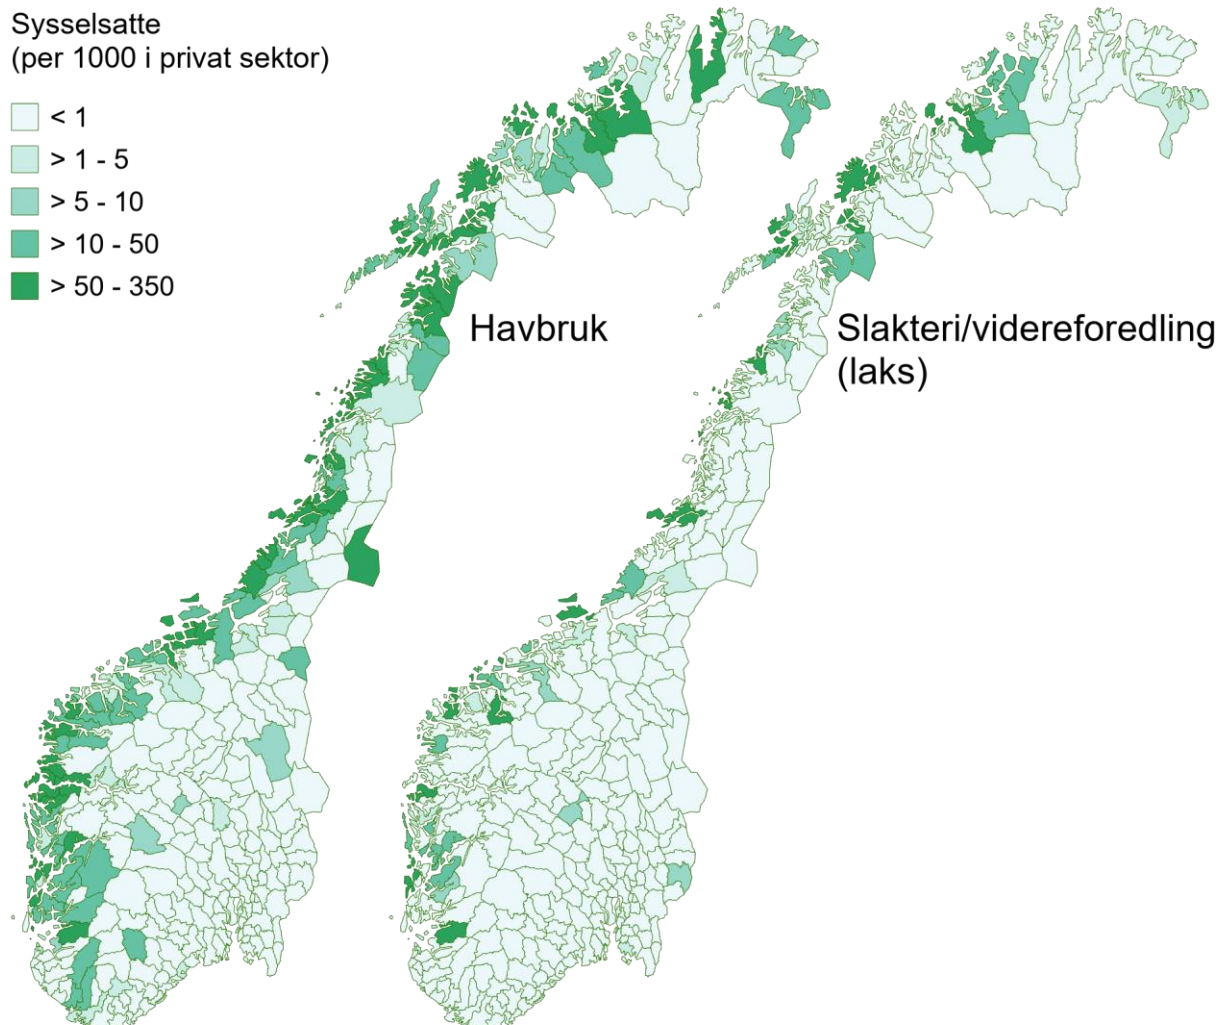 Sysselsatte
(per 1000 i privat sektor)
< 1
> 1 - 5
> 5 - 10
> 10 - 50
> 50 - 350
Havbruk
Slakteri/videreforedling
(laks)